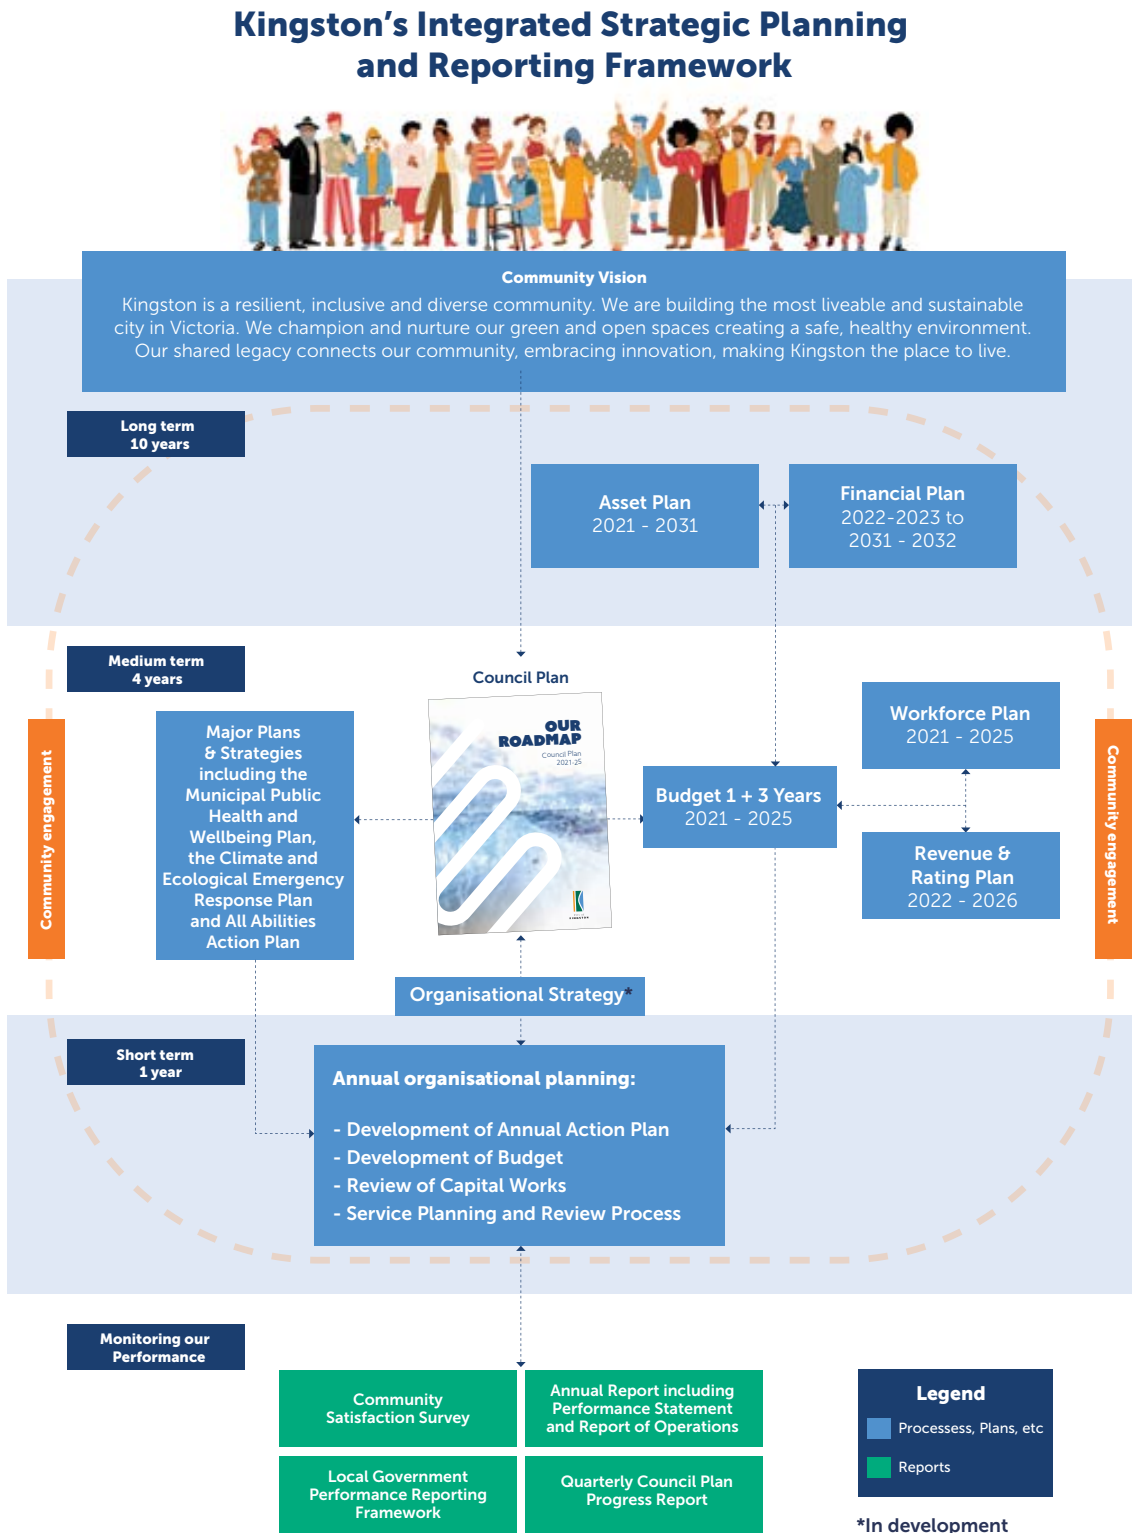 Kingston’s Integrated Strategic Planning
and Reporting Framework
Community Vision
Kingston is a resilient, inclusive and diverse community. We are building the most liveable and sustainable
city in Victoria. We champion and nurture our green and open spaces creating a safe, healthy environment.
Our shared legacy connects our community, embracing innovation, making Kingston the place to live.
Long term
10 years
Asset Plan
2021 - 2031
Financial Plan
2022-2023 to
2031 - 2032
Medium term
4 years
Council Plan
OUR
ROADMAP
Council Plan
2021-25
KINGSTON
Community engagement
Major Plans
& Strategies
including the
Municipal Public
Health and
Wellbeing Plan,
the Climate and
Ecological Emergency
Response Plan
and All Abilities
Action Plan
Budget 1 + 3 Years
2021 - 2025
Workforce Plan
2021 - 2025
Revenue &
Rating Plan
2022 - 2026
Community engagement
Organisational Strategy*
Short term
1 year
Annual organisational planning:
- Development of Annual Action Plan
- Development of Budget
- Review of Capital Works
- Service Planning and Review Process
Monitoring our
Performance
Community
Satisfaction Survey
Annual Report including
Performance Statement
and Report of Operations
Local Government
Performance Reporting
Framework
Quarterly Council Plan
Progress Report
Legend
Processess, Plans, etc
Reports
*In development